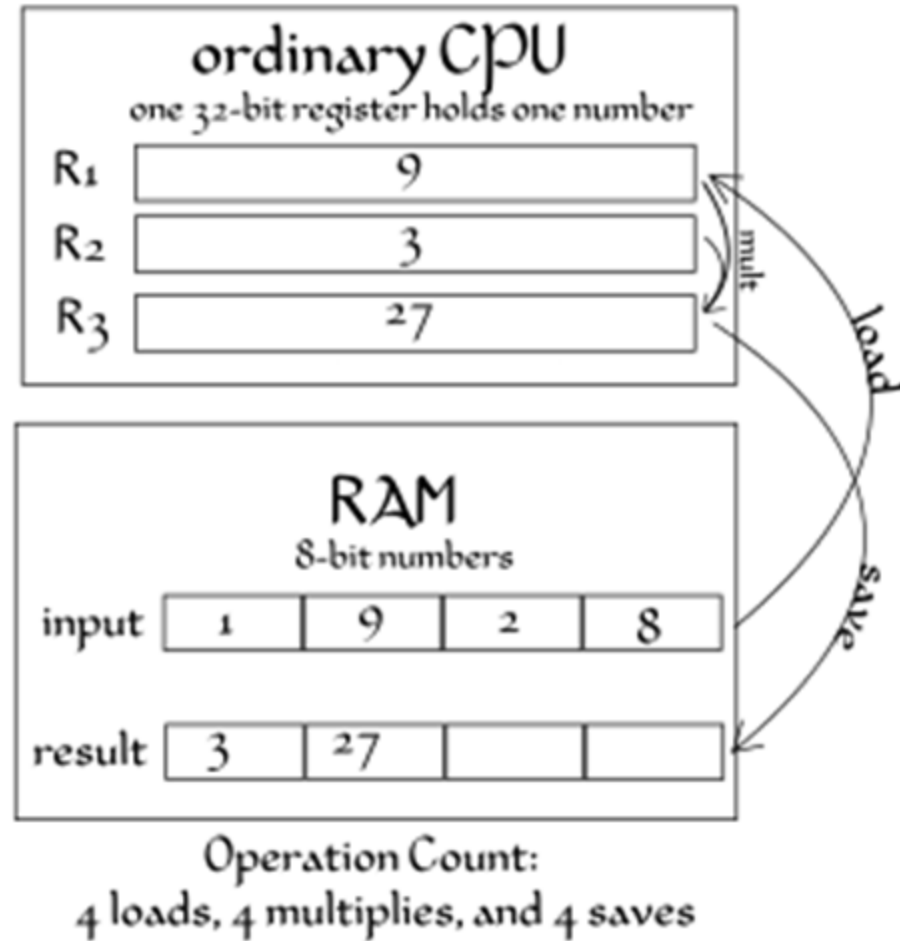 ordinary CPU
one 32-bit register holds one number
R1 9
R2 3
R3 27
mult
load
RAM
8-bit numbers
input 1 9 2 8
save
result 3 27
Operation Count:
4 loads, 4 multiplies, and 4 saves